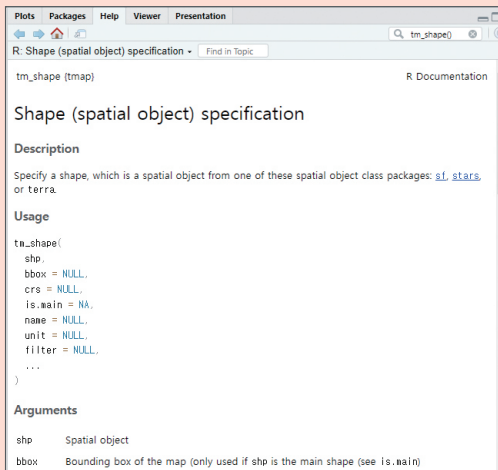 Plots Packages Help Viewer Presentation
tm_shape()
R: Shape (spatial object) specification Find in Topic
tm_shape {tmap} R Documentation
Shape (spatial object) specification
Description
Specify a shape, which is a spatial object from one of these spatial object class packages: sf, stars,
or terra.
Usage
tm_shape(
shp,
bbox = NULL,
crs = NULL,
is.main = NA,
name = NULL,
unit = NULL,
filter = NULL,
...
)
Arguments
shp Spatial object
bbox Bounding box of the map (only used if shp is the main shape (see is.main)